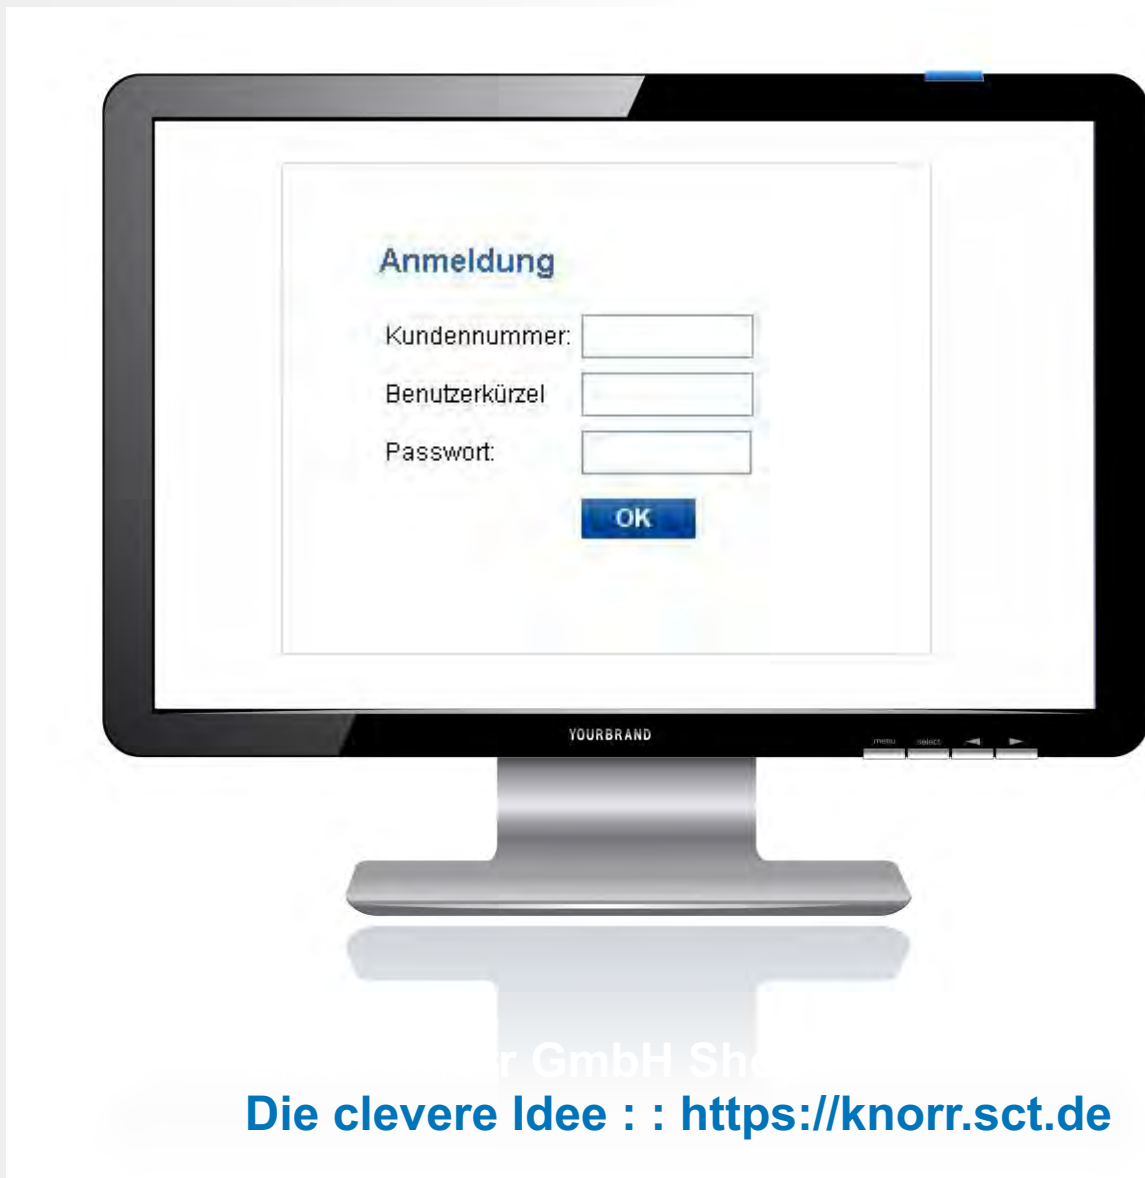 Anmeldung
Kundennummer:
Benutzerkürzel
Passwort:
OK
YOURBRAND
menu select
GmbH
Die clevere Idee : : https://knorr.sct.de